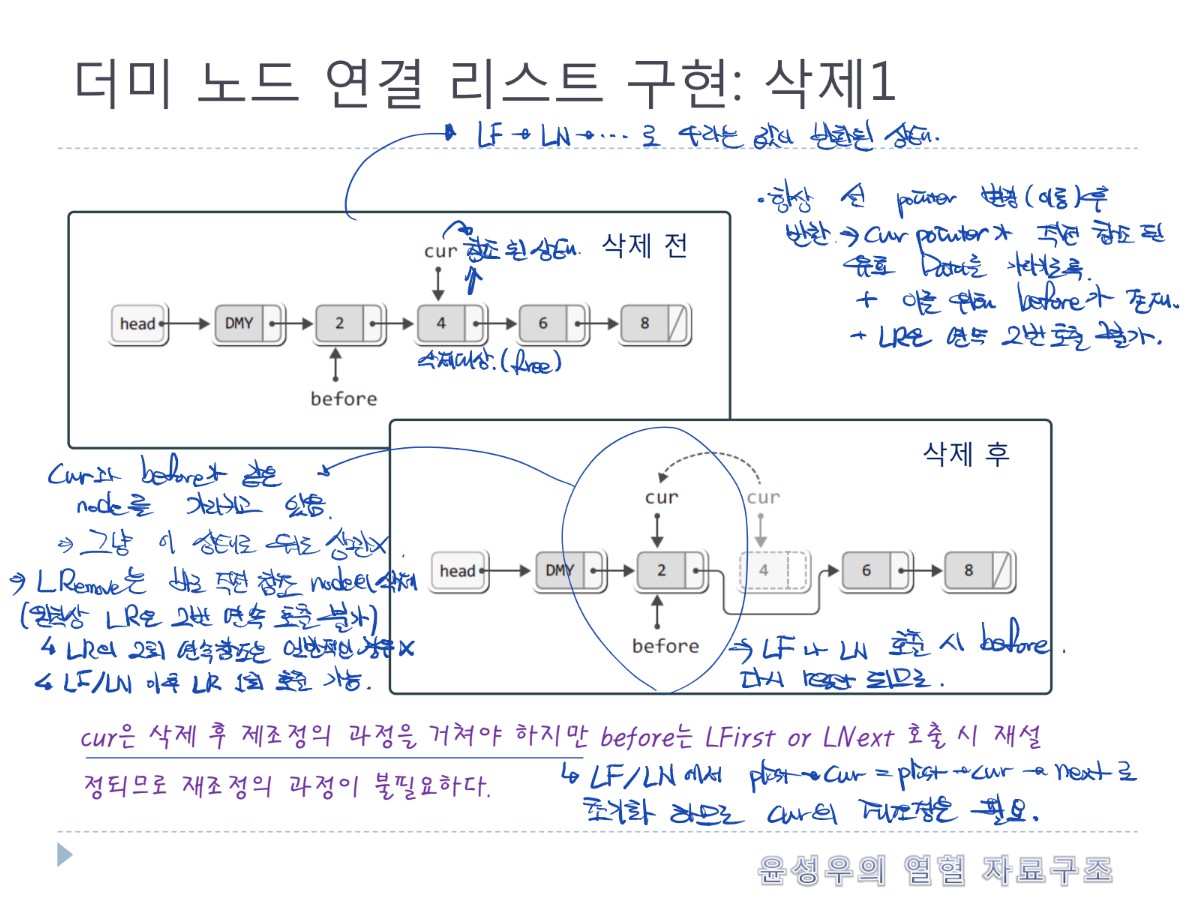 더미 노드 연결 리스트 구현: 삭제1
LF → LN → ··· 로 4라는 값이 반환된 상태.
·항상 선 pointer 변경(이동)후
반환.→ cur pointer가 직전 참조 된
유효 Data를 가리키도록.
+ 이를 위해 before가 존재.
+ LR은 연속 2번 호출 불가.
삭제 전
cur 참조 된 상태.
head DMY 2 4 6 8
삭제대상.(free)
before
삭제 후
cur cur
head DMY 2 4 6 8
before
cur과 before가 같은
node를 가리키고 있음.
→ 그냥 이 상태로 둬도 상관X.
→ LRemove는 바로 직전 참조 node의 삭제
(원칙상 LR은 2번 연속 호출 불가)
↳ LR의 2회 연속참조은 일반적인 경우X
↳ LF/LN 이후 LR 1회 호출 가능.
→ LF나 LN 호출 시 before.
다시 reset 되므로.
cur은 삭제 후 제조정의 과정을 거쳐야 하지만 before는 LFirst or LNext 호출 시 재설
정되므로 재조정의 과정이 불필요하다.
↳ LF/LN에서 plist→cur = plist→cur→next로
초기화 하므로 cur의 재조정은 필요.
윤성우의 열혈 자료구조